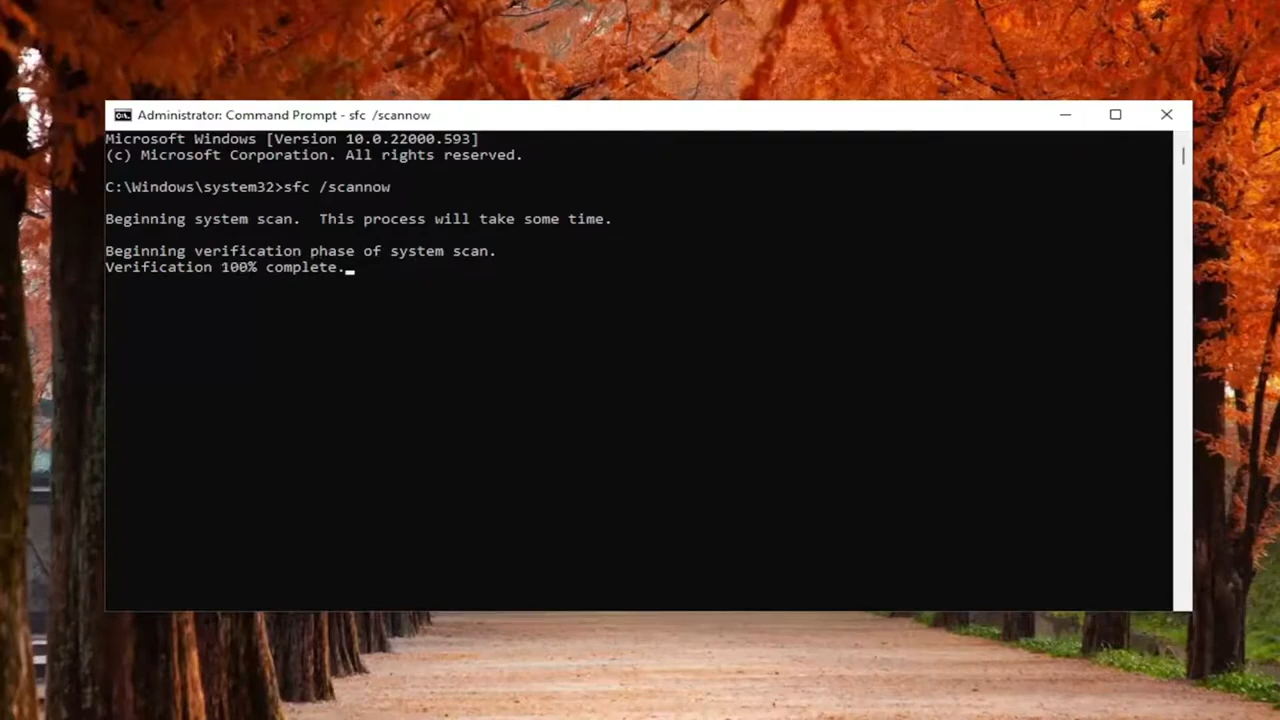 Administrator: Command Prompt - sfc  /scannow
Microsoft Windows [Version 10.0.22000.593]
(c) Microsoft Corporation. All rights reserved.
C:\Windows\system32>sfc /scannow
Beginning system scan.  This process will take some time.
Beginning verification phase of system scan.
Verification 100% complete.